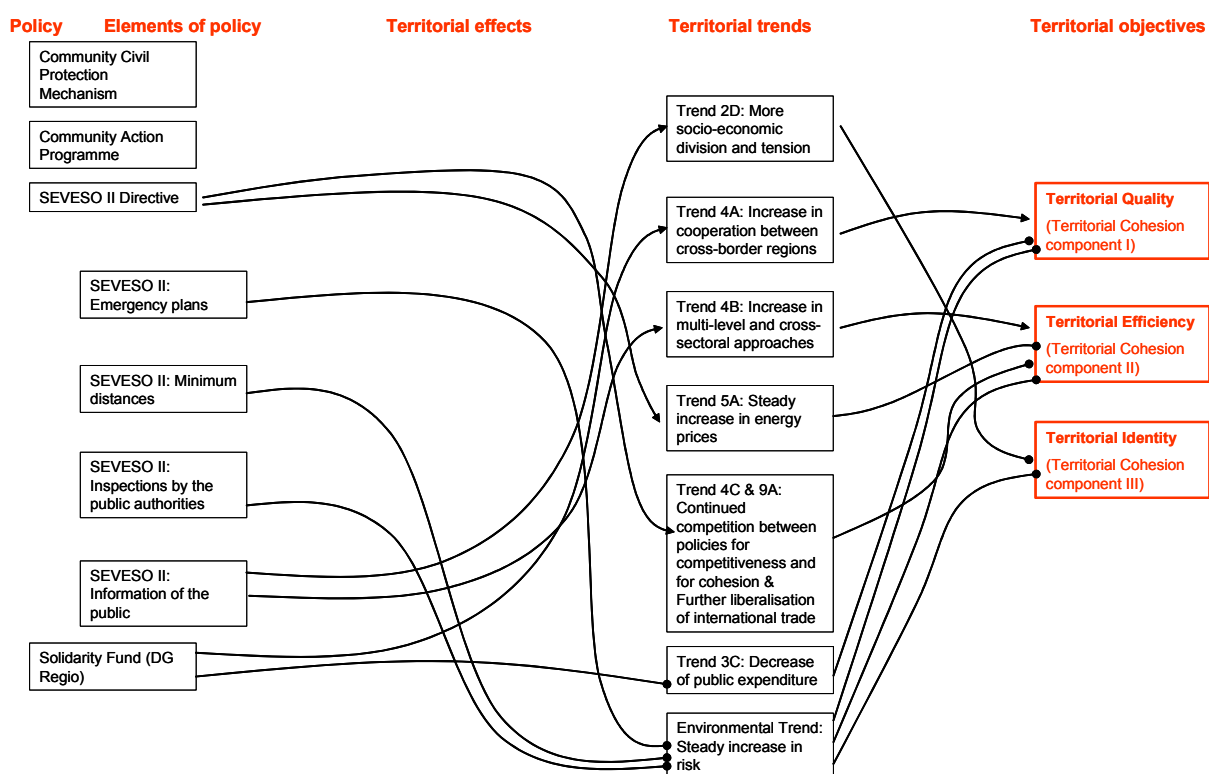 Policy
Elements of policy
Territorial effects
Territorial trends
Territorial objectives
Community Civil
Protection
Mechanism
Community Action
Programme
SEVESO II Directive
SEVESO II:
Emergency plans
SEVESO II: Minimum
distances
SEVESO II:
Inspections by the
public authorities
SEVESO II:
Information of the
public
Solidarity Fund (DG
Regio)
Trend 2D: More
socio-economic
division and tension
Trend 4A: Increase in
cooperation between
cross-border regions
Trend 4B: Increase in
multi-level and cross-
sectoral approaches
Trend 5A: Steady
increase in energy
prices
Trend 4C & 9A:
Continued
competition between
policies for
competitiveness and
for cohesion &
Further liberalisation
of international trade
Trend 3C: Decrease
of public expenditure
Environmental Trend:
Steady increase in
risk
Territorial Quality
(Territorial Cohesion
component I)
Territorial Efficiency
(Territorial Cohesion
component II)
Territorial Identity
(Territorial Cohesion
component III)